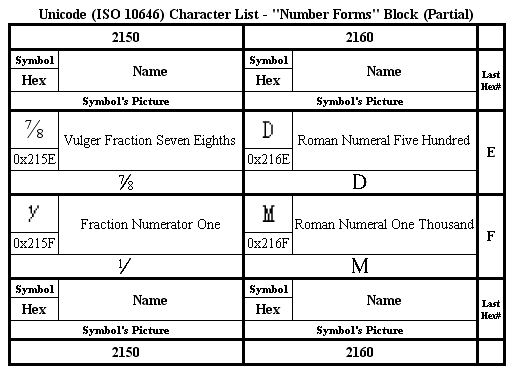 Unicode (ISO 10646) Character List - "Number Forms" Block (Partial)
2150 2160
Symbol Name Symbol Name Last Hex#
Hex Hex
Symbol's Picture Symbol's Picture
⅞ Vulger Fraction Seven Eighths D Roman Numeral Five Hundred E
0x215E 0x216E
⅞ D
⅟ Fraction Numerator One M Roman Numeral One Thousand F
0x215F 0x216F
⅟ M
Symbol Name Symbol Name Last Hex#
Hex Hex
Symbol's Picture Symbol's Picture
2150 2160